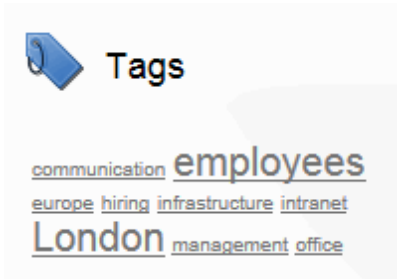 Tags
communication employees
europe hiring infrastructure intranet
London management office